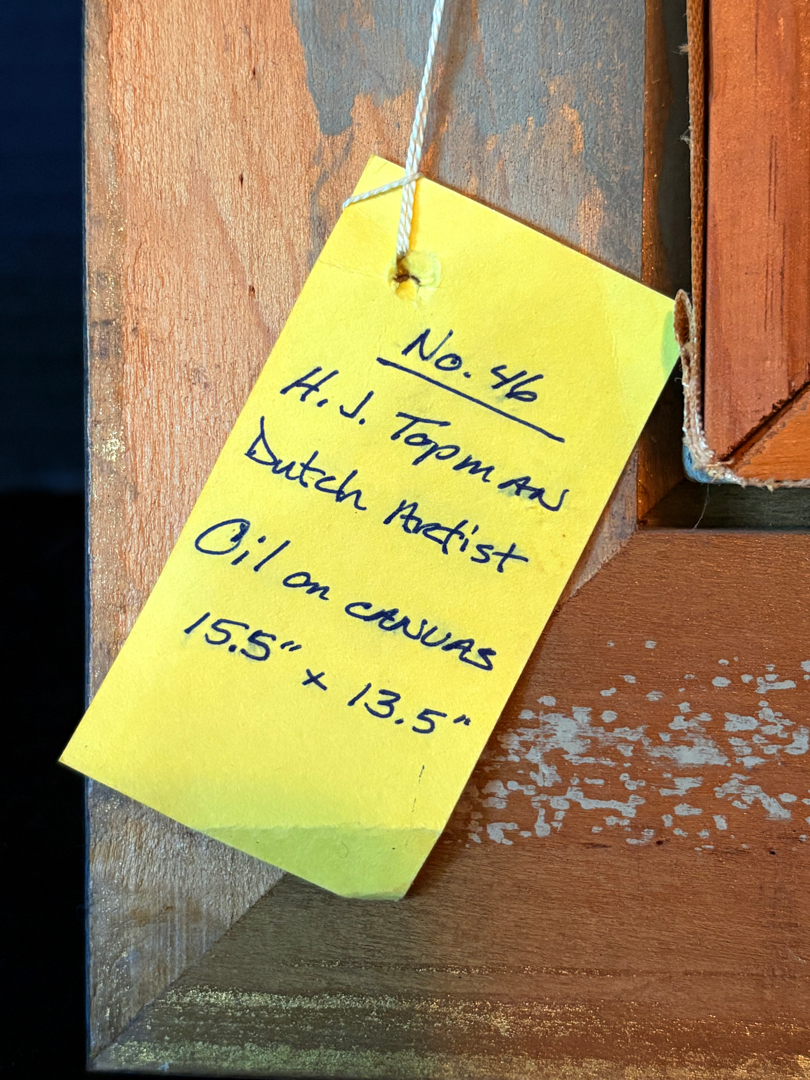 No. 46
H. J. Topman
Dutch Artist
Oil on canvas
15.5" x 13.5"